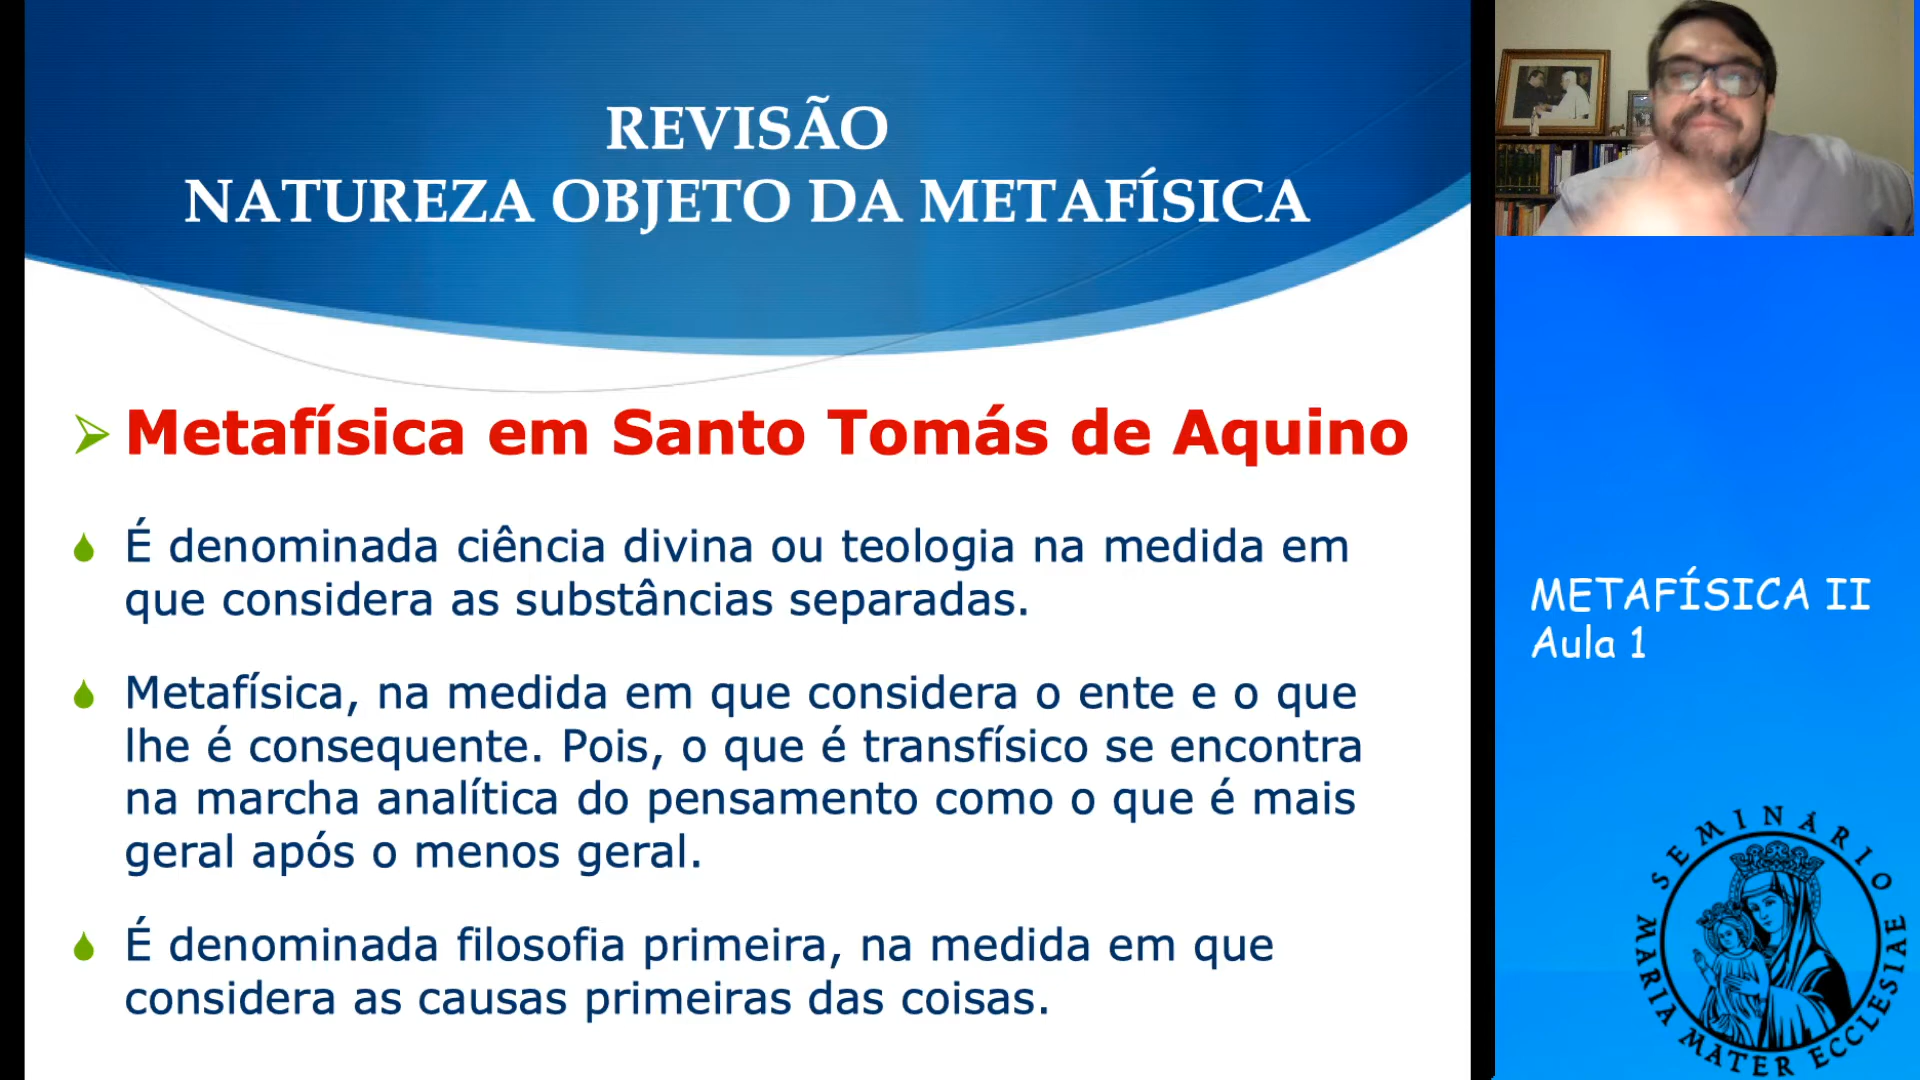 REVISÃO
NATUREZA OBJETO DA METAFÍSICA
Metafísica em Santo Tomás de Aquino
É denominada ciência divina ou teologia na medida em
que considera as substâncias separadas.
Metafísica, na medida em que considera o ente e o que
lhe é consequente. Pois, o que é transfísico se encontra
na marcha analítica do pensamento como o que é mais
geral após o menos geral.
É denominada filosofia primeira, na medida em que
considera as causas primeiras das coisas.
METAFÍSICA II
Aula 1
SEMINÁRIO
MARIA MATER ECCLESIAE